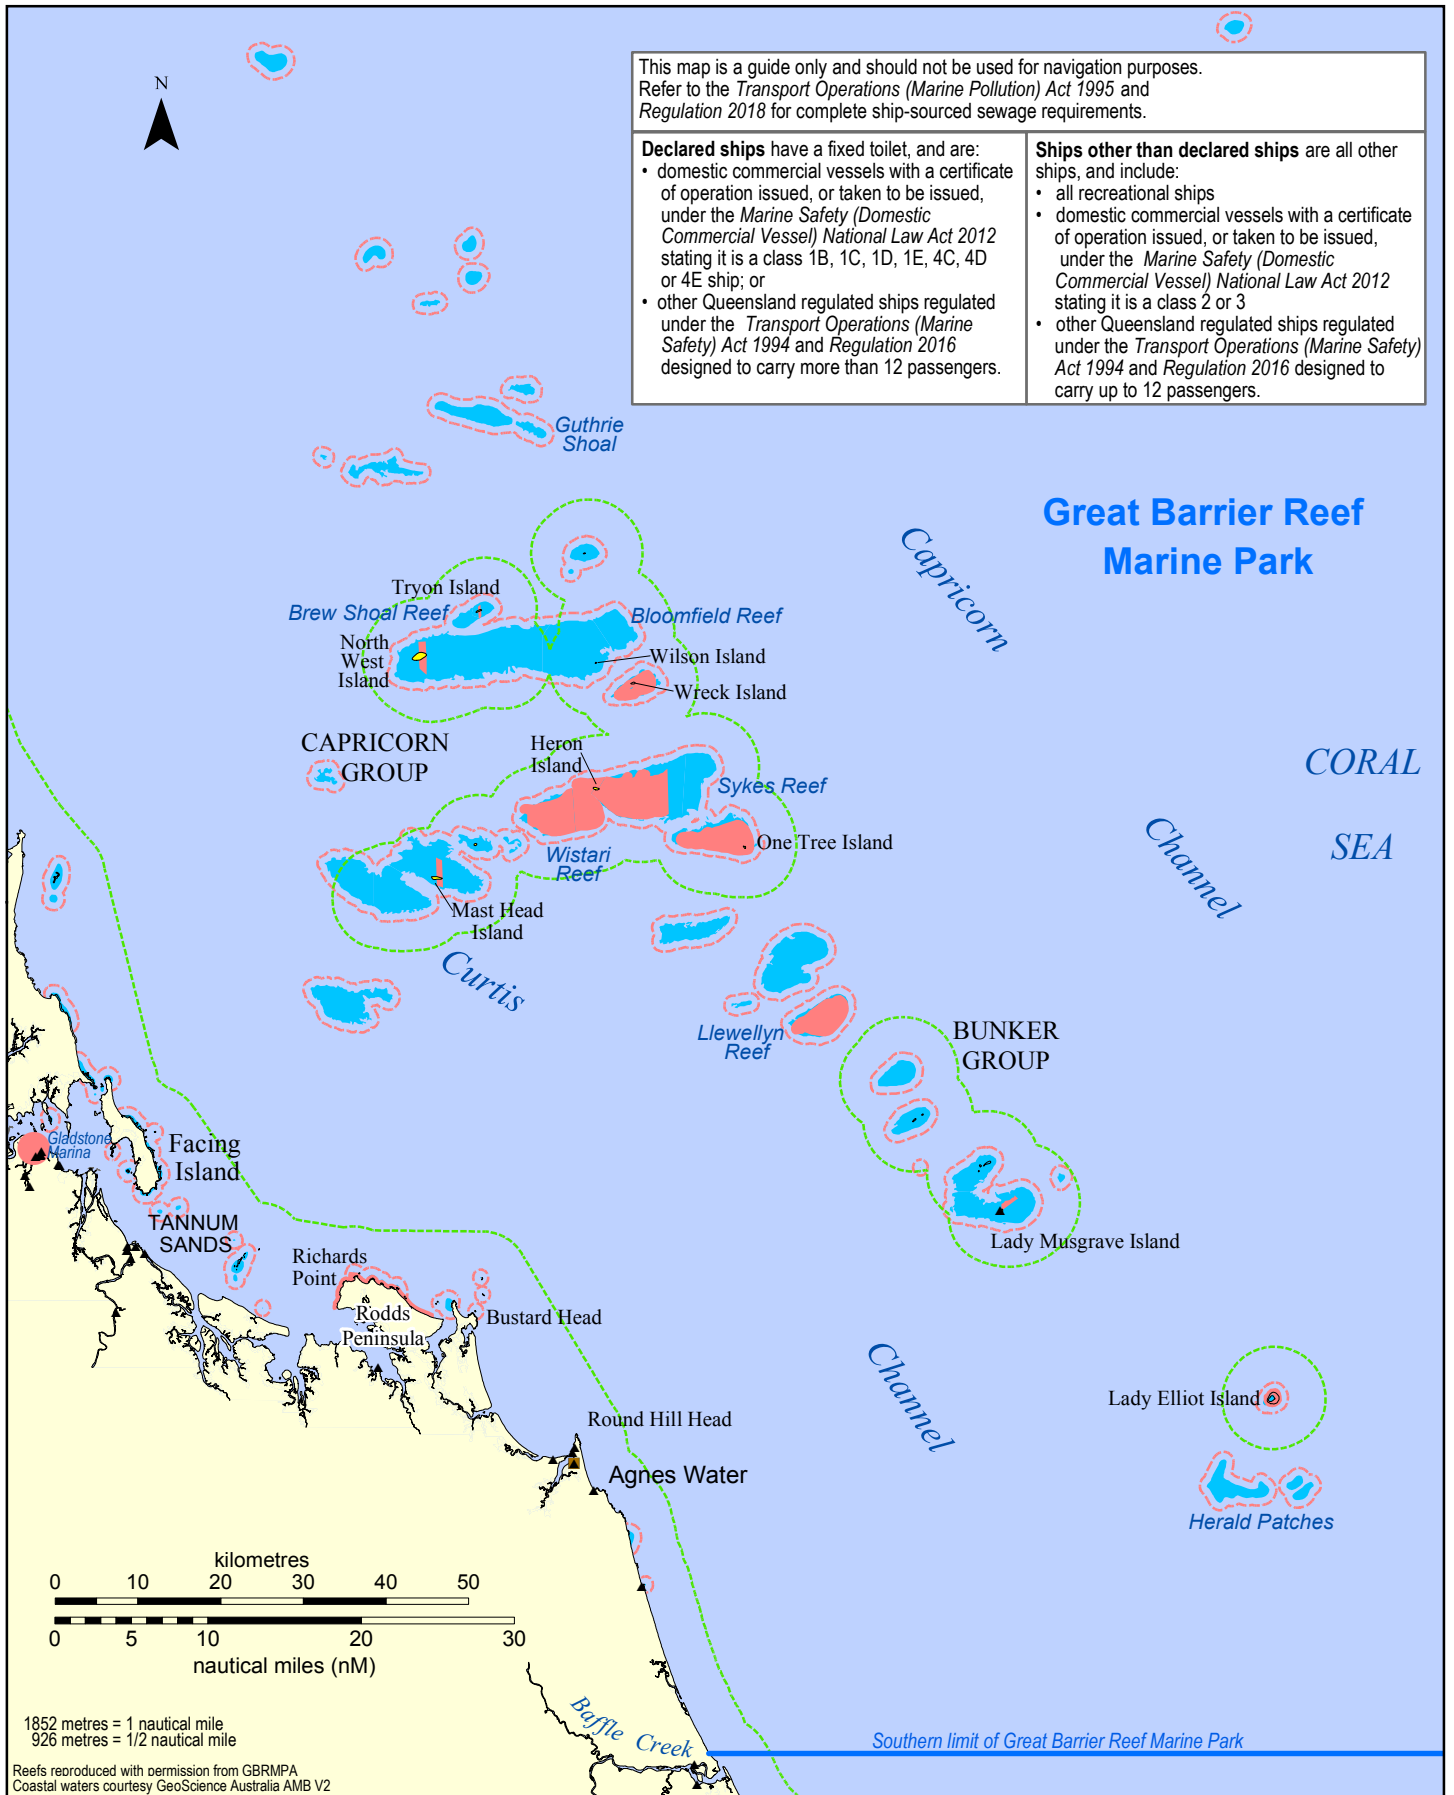 N
This map is a guide only and should not be used for navigation purposes.
Refer to the Transport Operations (Marine Pollution) Act 1995 and
Regulation 2018 for complete ship-sourced sewage requirements.
Declared ships have a fixed toilet, and are:
• domestic commercial vessels with a certificate
of operation issued, or taken to be issued,
under the Marine Safety (Domestic
Commercial Vessel) National Law Act 2012
stating it is a class 1B, 1C, 1D, 1E, 4C, 4D
or 4E ship; or
• other Queensland regulated ships regulated
under the Transport Operations (Marine
Safety) Act 1994 and Regulation 2016
designed to carry more than 12 passengers.
Ships other than declared ships are all other
ships, and include:
• all recreational ships
• domestic commercial vessels with a certificate
of operation issued, or taken to be issued,
under the Marine Safety (Domestic
Commercial Vessel) National Law Act 2012
stating it is a class 2 or 3
• other Queensland regulated ships regulated
under the Transport Operations (Marine Safety)
Act 1994 and Regulation 2016 designed to
carry up to 12 passengers.
Guthrie
Shoal
Great Barrier Reef
Marine Park
Capricorn
Channel
Tryon Island
Brew Shoal Reef
Bloomfield Reef
North
West
Island
Wilson Island
Wreck Island
CAPRICORN
GROUP
Heron
Island
Sykes Reef
CORAL
SEA
One Tree Island
Wistari
Reef
Mast Head
Island
Curtis
Channel
Llewellyn
Reef
BUNKER
GROUP
Gladstone
Marina
Facing
Island
TANNUM
SANDS
Lady Musgrave Island
Richards
Point
Rodds
Peninsula
Bustard Head
Lady Elliot Island
Round Hill Head
Agnes Water
Herald Patches
kilometres
0 10 20 30 40 50
0 5 10 20 30
nautical miles (nM)
Baffle Creek
Southern limit of Great Barrier Reef Marine Park
1852 metres = 1 nautical mile
926 metres = 1/2 nautical mile
Reefs reproduced with permission from GBRMPA
Coastal waters courtesy GeoScience Australia AMB V2